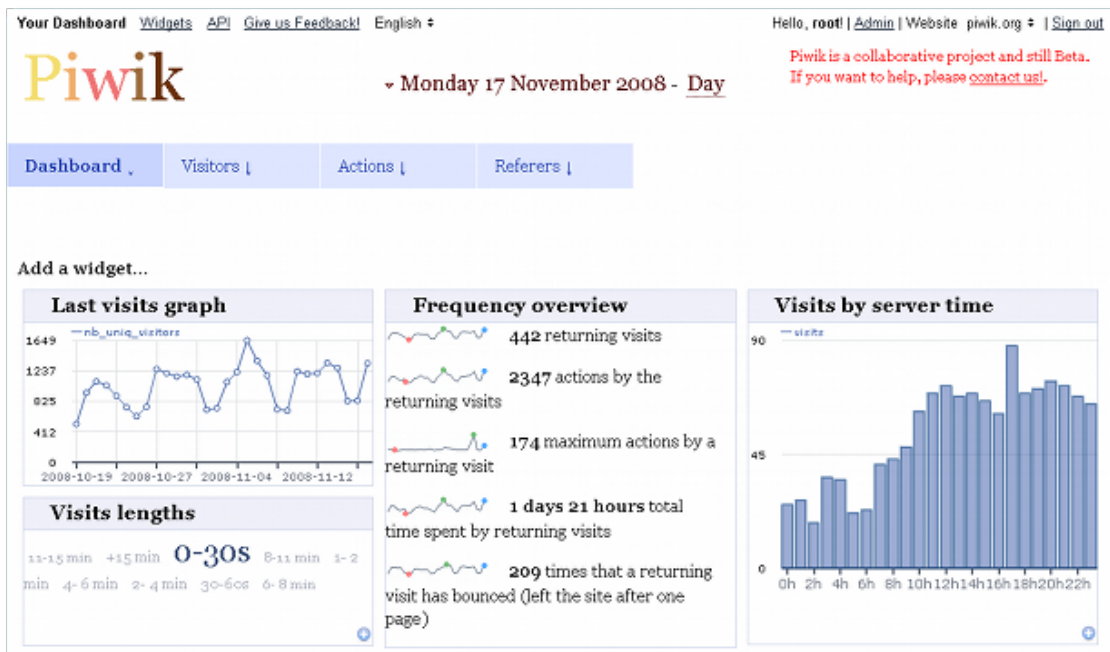 Your Dashboard Widgets API Give us Feedback! English
Hello, root! | Admin | Website piwik.org | Sign out
Piwik
Monday 17 November 2008 - Day
Piwik is a collaborative project and still Beta.
If you want to help, please contact us!.
Dashboard Visitors Actions Referers
Add a widget...
Last visits graph
nb_uniq_visitors
1649
1237
825
412
0
2008-10-19 2008-10-27 2008-11-04 2008-11-12
Visits lengths
11-15 min +15 min 0-30s 8-11 min 1-2
min 4-6 min 2-4 min 30-60s 6-8 min
Frequency overview
442 returning visits
2347 actions by the
returning visits
174 maximum actions by a
returning visit
1 days 21 hours total
time spent by returning visits
209 times that a returning
visit has bounced (left the site after one
page)
Visits by server time
visits
90
45
0
0h 2h 4h 6h 8h 10h 12h 14h 16h 18h 20h 22h